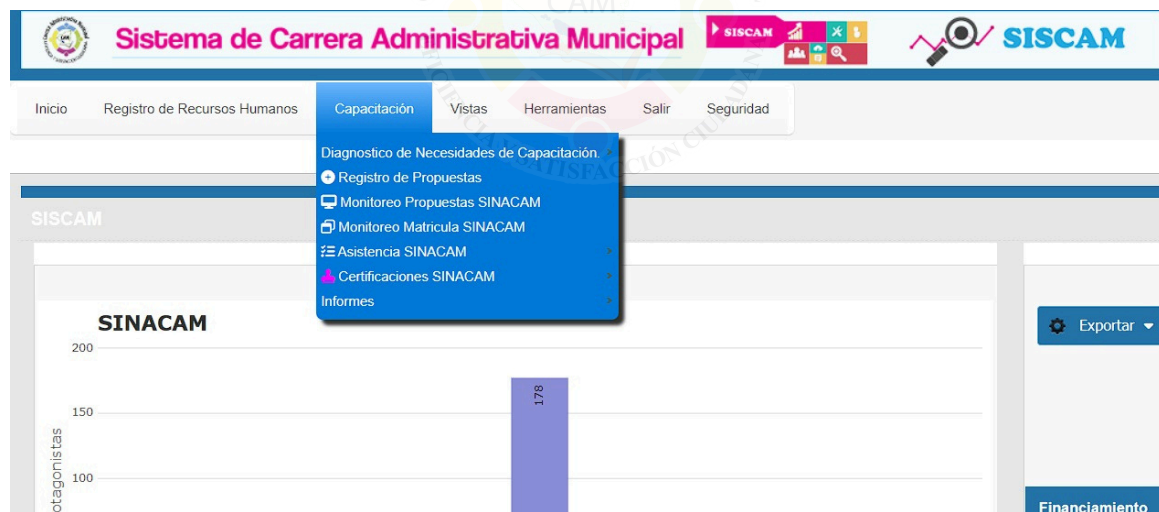 CAM
Sistema de Carrera Administrativa Municipal
SISCAM
SISCAM
Inicio Registro de Recursos Humanos Capacitación Vistas Herramientas Salir Seguridad
Diagnostico de Necesidades de Capacitación.
Registro de Propuestas
Monitoreo Propuestas SINACAM
Monitoreo Matricula SINACAM
Asistencia SINACAM
Certificaciones SINACAM
Informes
SISCAM
SINACAM
Exportar
200
178
150
100
Financiamiento